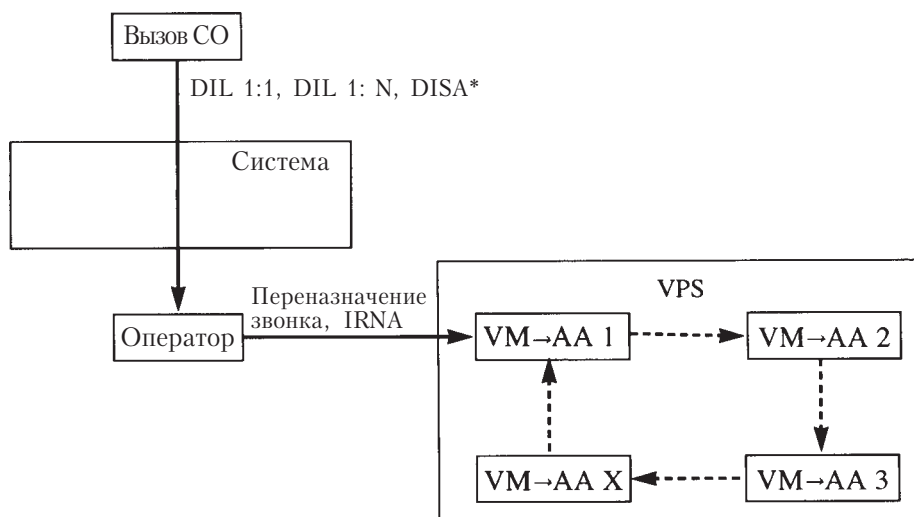 Вызов СО
DIL 1:1, DIL 1: N, DISA*
Система
Оператор
Переназначение
звонка, IRNA
VPS
VM→AA 1
VM→AA 2
VM→AA X
VM→AA 3